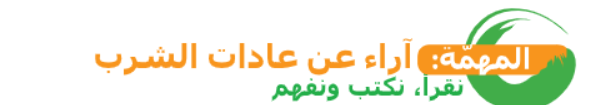 المهمّة: آراء عن عادات الشرب
نقرأ، نكتب ونفهم